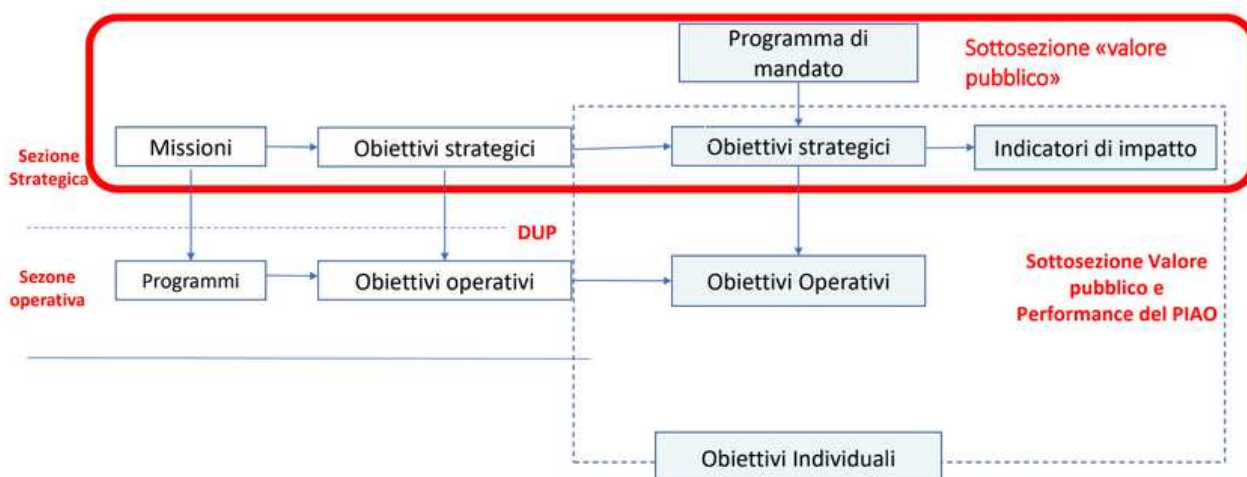 Programma di
mandato
Sottosezione «valore
pubblico»
Sezione
Strategica
Missioni
Obiettivi strategici
Obiettivi strategici
Indicatori di impatto
DUP
Sezone
operativa
Programmi
Obiettivi operativi
Obiettivi Operativi
Sottosezione Valore
pubblico e
Performance del PIAO
Obiettivi Individuali